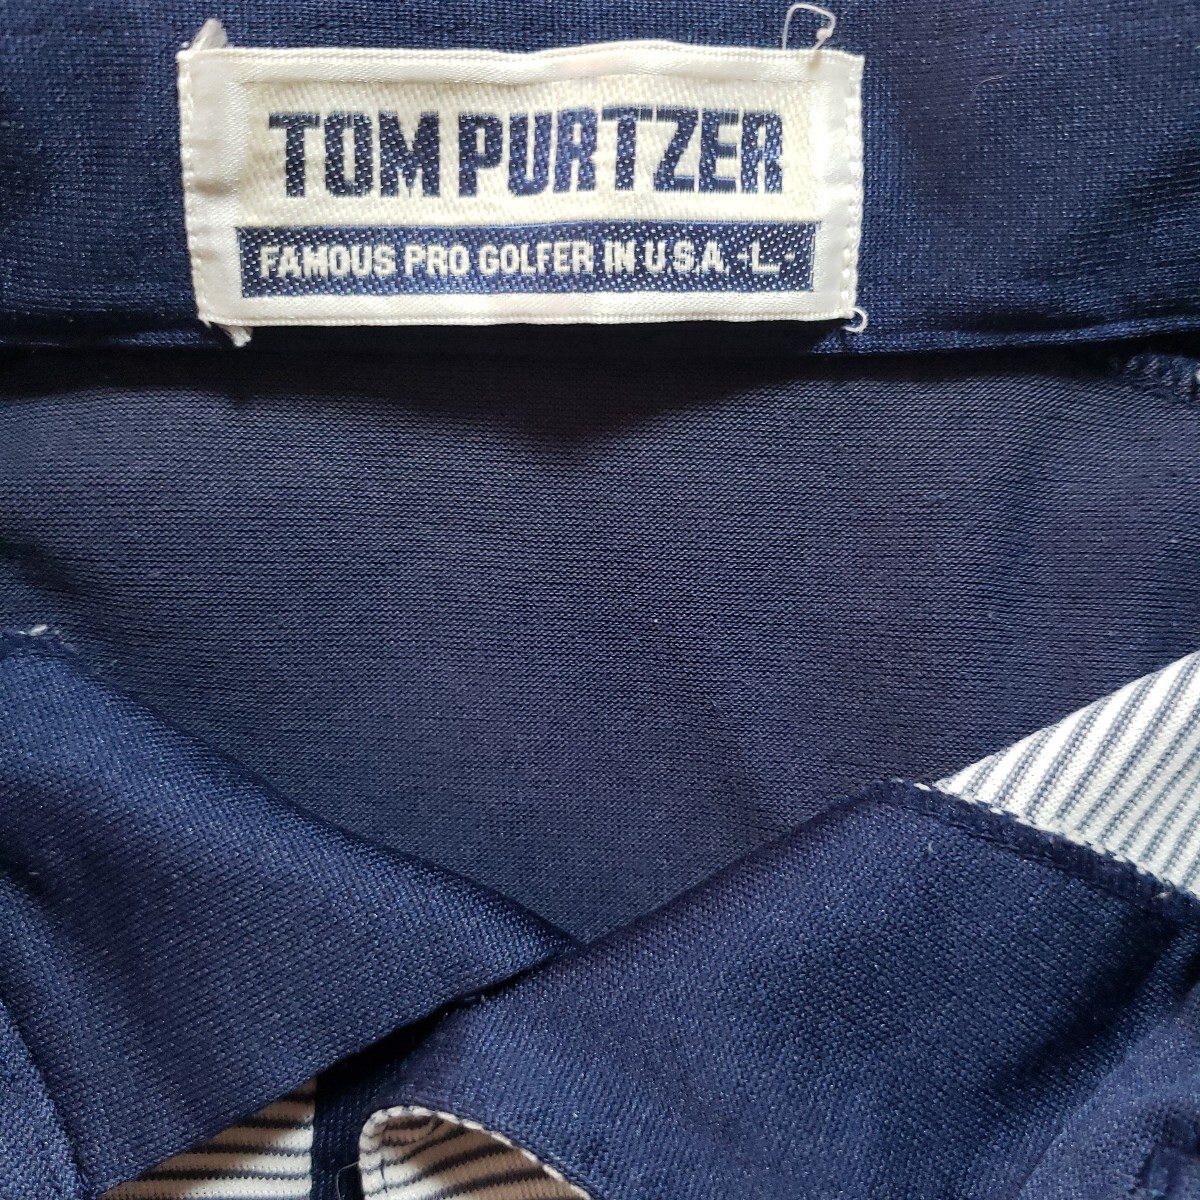 TOM PURTZER
FAMOUS PRO GOLFER IN U.S.A. -L-